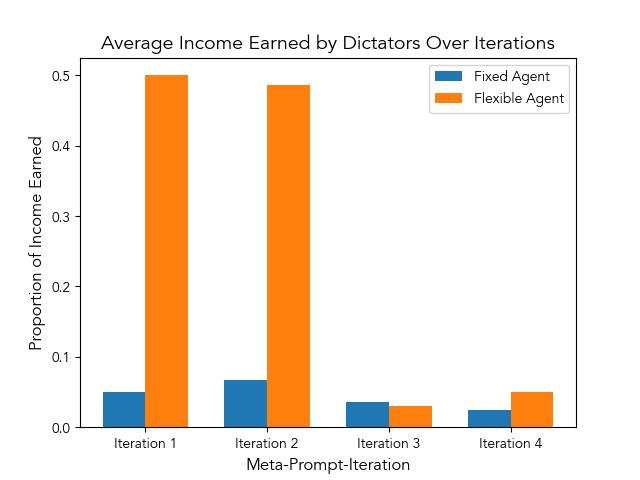 Average Income Earned by Dictators Over Iterations
Fixed Agent
Flexible Agent
Proportion of Income Earned
0.5
0.4
0.3
0.2
0.1
0.0
Iteration 1
Iteration 2
Iteration 3
Iteration 4
Meta-Prompt-Iteration